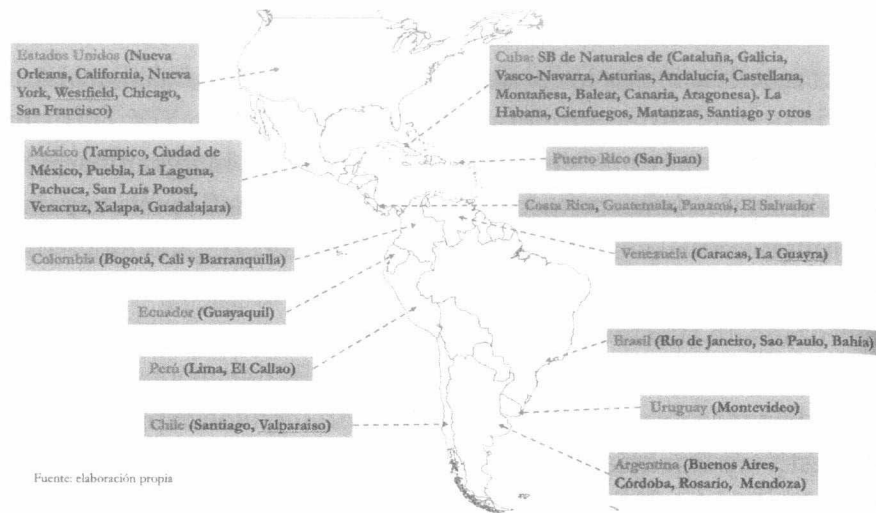 Estados Unidos (Nueva
Orleans, California, Nueva
York, Westfield, Chicago,
San Francisco)
Cuba: SB de Naturales de (Cataluña, Galicia,
Vasco-Navarra, Asturias, Andalucía, Castellana,
Montañesa, Balear, Canaria, Aragonesa). La
Habana, Cienfuegos, Matanzas, Santiago y otros
México (Tampico, Ciudad de
México, Puebla, La Laguna,
Pachuca, San Luis Potosí,
Veracruz, Xalapa, Guadalajara)
Puerto Rico (San Juan)
Costa Rica, Guatemala, Panamá, El Salvador
Colombia (Bogotá, Cali y Barranquilla)
Venezuela (Caracas, La Guayra)
Ecuador (Guayaquil)
Perú (Lima, El Callao)
Brasil (Río de Janeiro, Sao Paulo, Bahía)
Chile (Santiago, Valparaiso)
Uruguay (Montevideo)
Argentina (Buenos Aires,
Córdoba, Rosario, Mendoza)
Fuente: elaboración propia